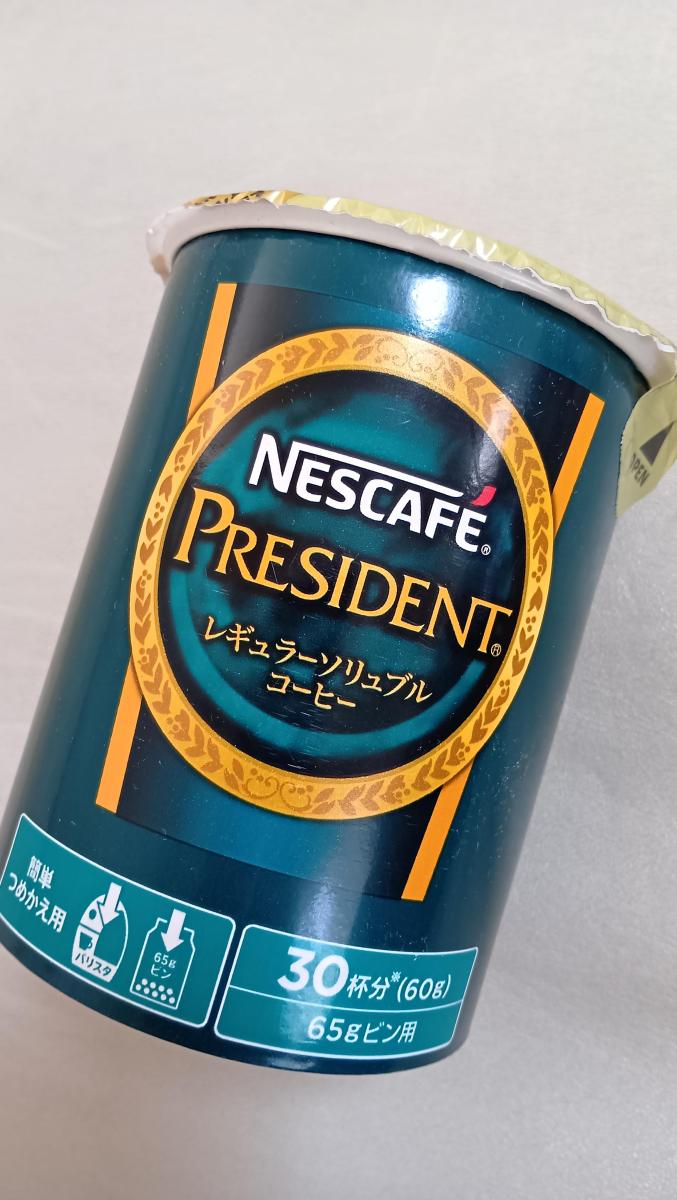 NESCAFÉ®
PRESIDENT®
レギュラーソリュブル
コーヒー
OPEN
簡単
つめかえ用
バリスタ
65g
ビン
30杯分※(60g)
65gビン用